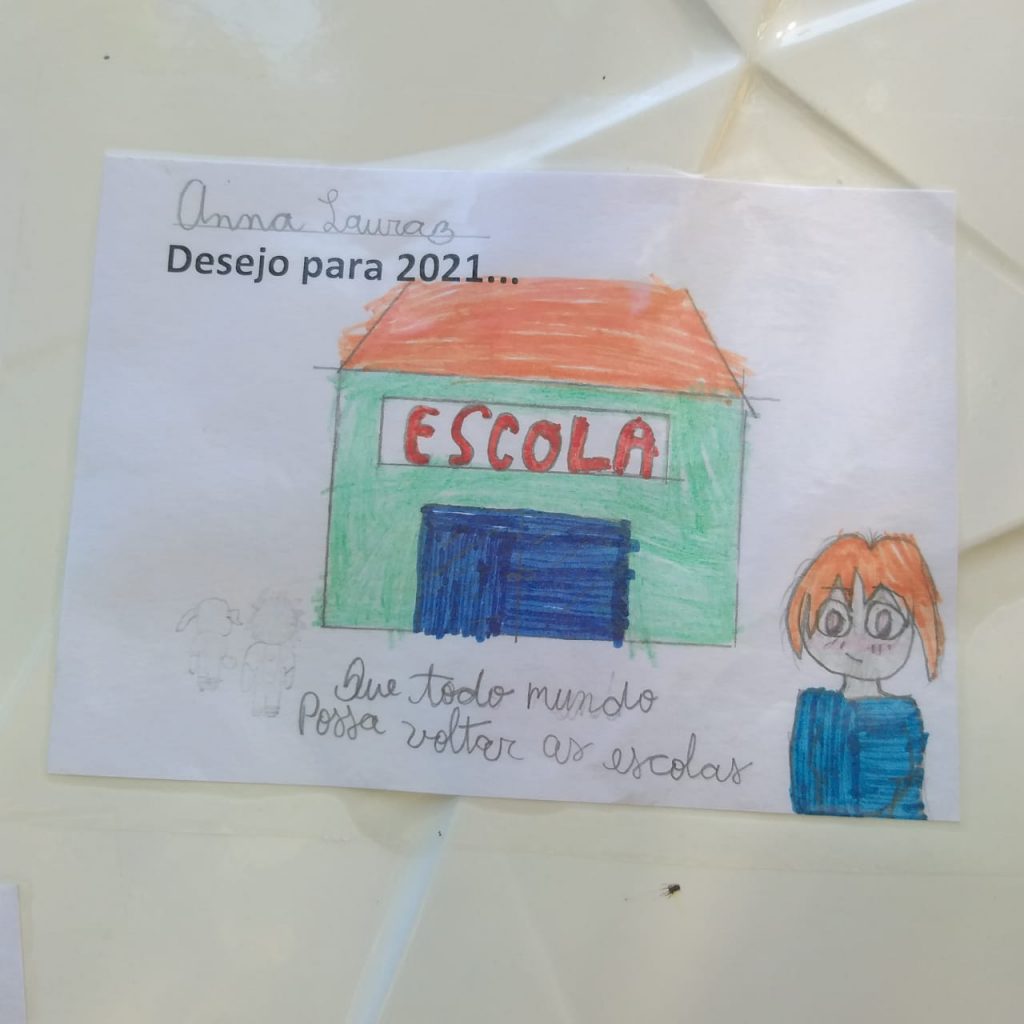 Anna Laura
Desejo para 2021...
ESCOLA
Que todo mundo
Possa voltar as escolas